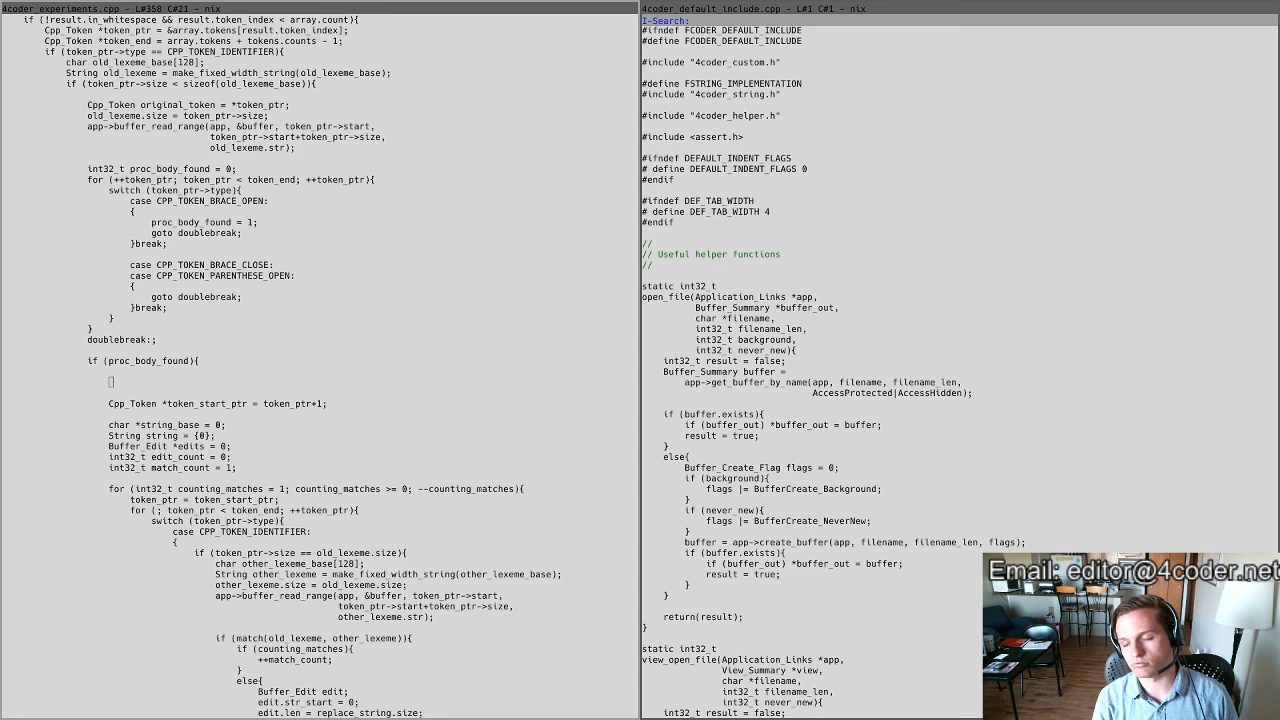 4coder_experiments.cpp - L#358 C#21 - nix
if (!result.in_whitespace && result.token_index < array.count){
Cpp_Token *token_ptr = &array.tokens[result.token_index];
Cpp_Token *token_end = array.tokens + tokens.counts - 1;
if (token_ptr->type == CPP_TOKEN_IDENTIFIER){
char old_lexeme_base[128];
String old_lexeme = make_fixed_width_string(old_lexeme_base);
if (token_ptr->size < sizeof(old_lexeme_base)){
Cpp_Token original_token = *token_ptr;
old_lexeme.size = token_ptr->size;
app->buffer_read_range(app, &buffer, token_ptr->start,
token_ptr->start+token_ptr->size,
old_lexeme.str);
int32_t proc_body_found = 0;
for (++token_ptr; token_ptr < token_end; ++token_ptr){
switch (token_ptr->type){
case CPP_TOKEN_BRACE_OPEN:
{
proc_body_found = 1;
goto doublebreak;
}break;
case CPP_TOKEN_BRACE_CLOSE:
case CPP_TOKEN_PARENTHESE_OPEN:
{
goto doublebreak;
}break;
}
}
doublebreak:;
if (proc_body_found){
Cpp_Token *token_start_ptr = token_ptr+1;
char *string_base = 0;
String string = {0};
Buffer_Edit *edits = 0;
int32_t edit_count = 0;
int32_t match_count = 1;
for (int32_t counting_matches = 1; counting_matches >= 0; --counting_matches){
token_ptr = token_start_ptr;
for (; token_ptr < token_end; ++token_ptr){
switch (token_ptr->type){
case CPP_TOKEN_IDENTIFIER:
{
if (token_ptr->size == old_lexeme.size){
char other_lexeme_base[128];
String other_lexeme = make_fixed_width_string(other_lexeme_base);
other_lexeme.size = old_lexeme.size;
app->buffer_read_range(app, &buffer, token_ptr->start,
token_ptr->start+token_ptr->size,
other_lexeme.str);
if (match(old_lexeme, other_lexeme)){
if (counting_matches){
++match_count;
}
else{
Buffer_Edit edit;
edit.str_start = 0;
edit.len = replace_string.size;
4coder_default_include.cpp - L#1 C#1 - nix
I-Search:
#ifndef FCODER_DEFAULT_INCLUDE
#define FCODER_DEFAULT_INCLUDE
#include "4coder_custom.h"
#define FSTRING_IMPLEMENTATION
#include "4coder_string.h"
#include "4coder_helper.h"
#include <assert.h>
#ifndef DEFAULT_INDENT_FLAGS
# define DEFAULT_INDENT_FLAGS 0
#endif
#ifndef DEF_TAB_WIDTH
# define DEF_TAB_WIDTH 4
#endif
//
// Useful helper functions
//
static int32_t
open_file(Application_Links *app,
Buffer_Summary *buffer_out,
char *filename,
int32_t filename_len,
int32_t background,
int32_t never_new){
int32_t result = false;
Buffer_Summary buffer =
app->get_buffer_by_name(app, filename, filename_len,
AccessProtected|AccessHidden);
if (buffer.exists){
if (buffer_out) *buffer_out = buffer;
result = true;
}
else{
Buffer_Create_Flag flags = 0;
if (background){
flags |= BufferCreate_Background;
}
if (never_new){
flags |= BufferCreate_NeverNew;
}
buffer = app->create_buffer(app, filename, filename_len, flags);
if (buffer.exists){
if (buffer_out) *buffer_out = buffer;
result = true;
}
}
return(result);
}
static int32_t
view_open_file(Application_Links *app,
View_Summary *view,
char *filename,
int32_t filename_len,
int32_t never_new){
int32_t result = false;
Email: editor@4coder.net